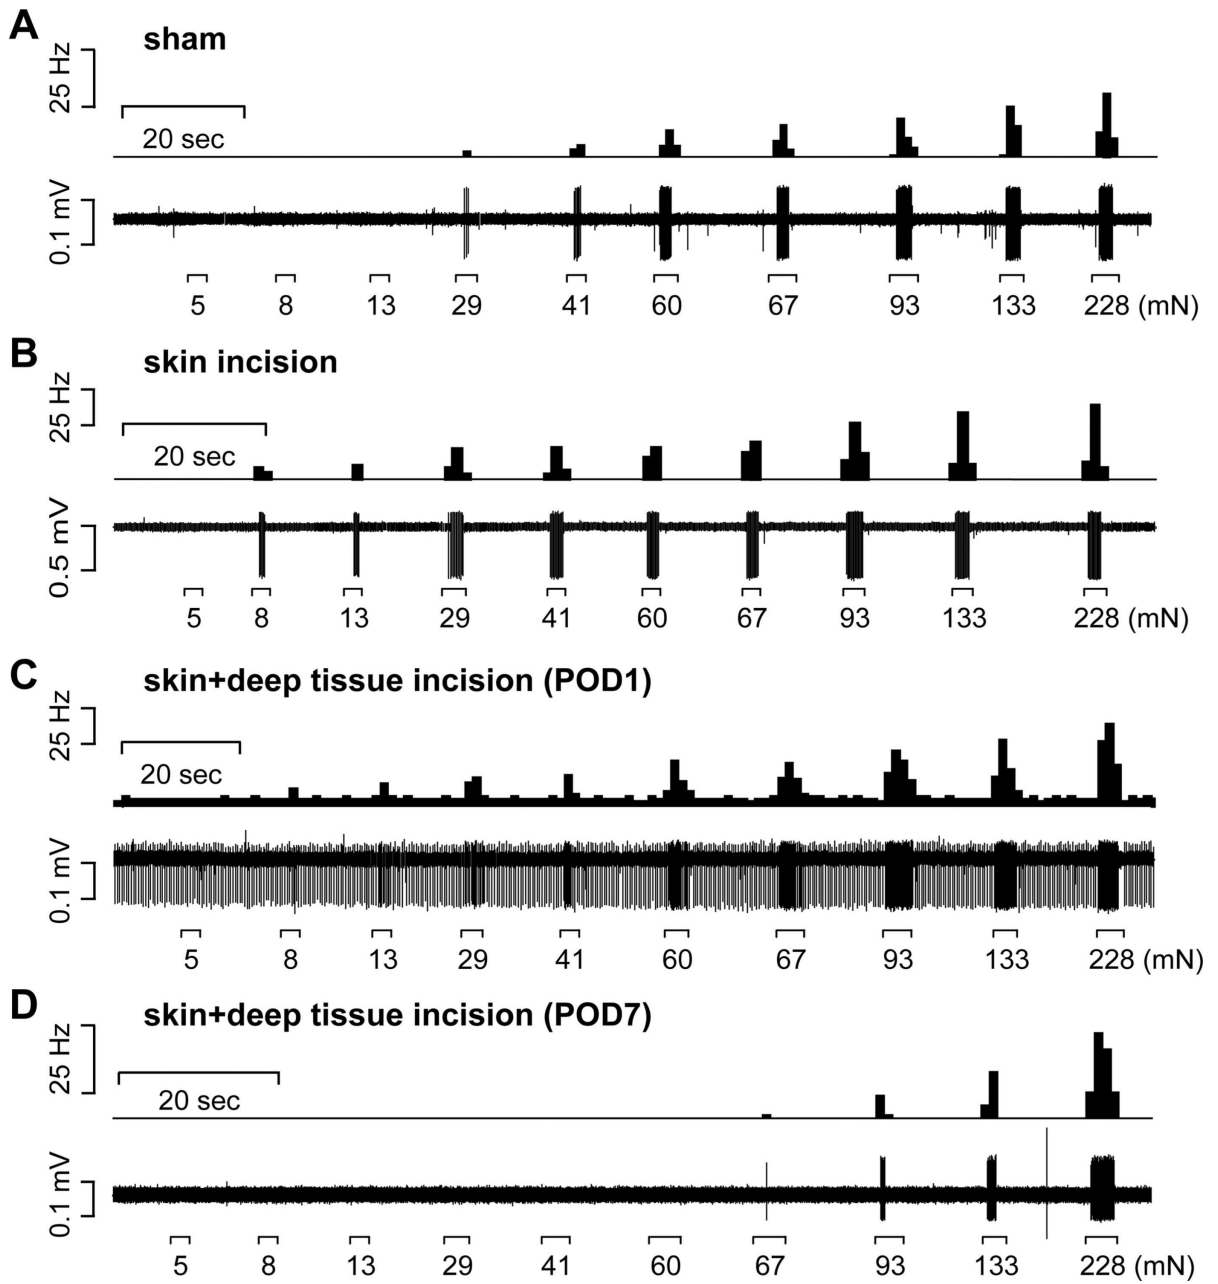 A
sham
25 Hz
20 sec
0.1 mV
5 8 13 29 41 60 67 93 133 228 (mN)
B
skin incision
25 Hz
20 sec
0.5 mV
5 8 13 29 41 60 67 93 133 228 (mN)
C
skin+deep tissue incision (POD1)
25 Hz
20 sec
0.1 mV
5 8 13 29 41 60 67 93 133 228 (mN)
D
skin+deep tissue incision (POD7)
25 Hz
20 sec
0.1 mV
5 8 13 29 41 60 67 93 133 228 (mN)